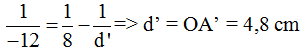 1/-12 = 1/8 - 1/d' => d’ = OA’ = 4,8 cm